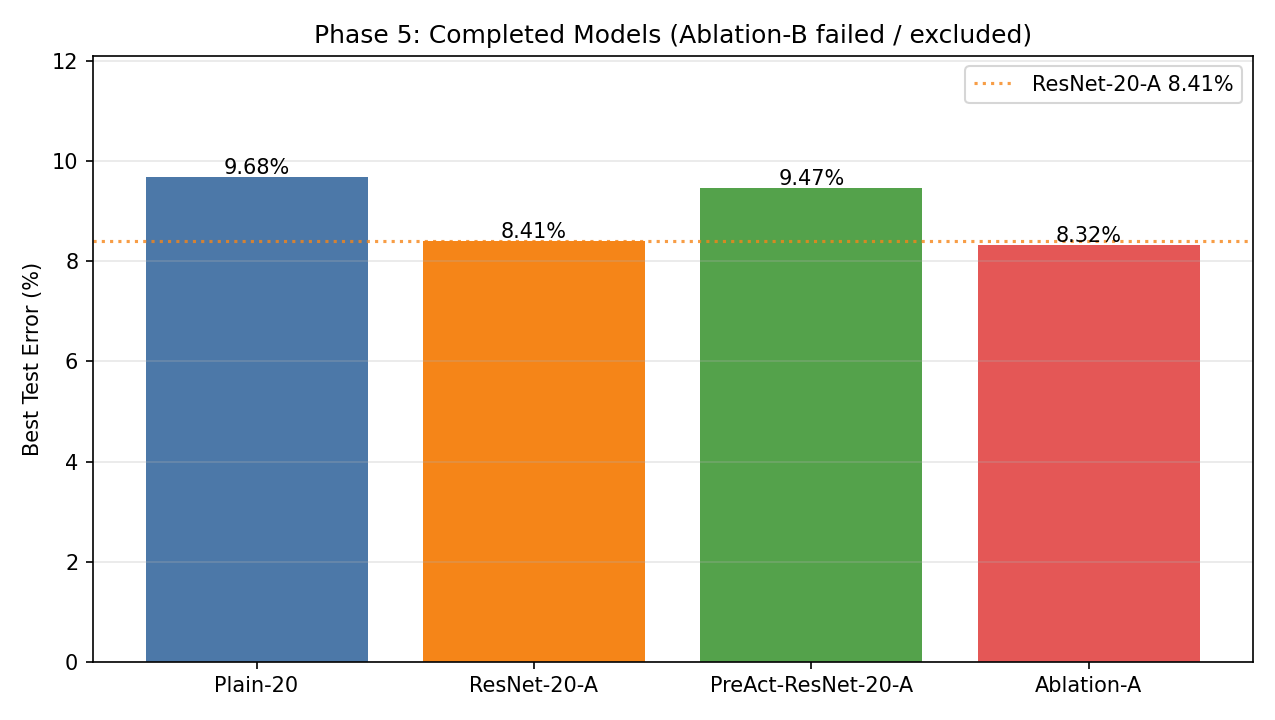 Phase 5: Completed Models (Ablation-B failed / excluded)
ResNet-20-A 8.41%
Best Test Error (%)
12
10
8
6
4
2
0
9.68%
8.41%
9.47%
8.32%
Plain-20
ResNet-20-A
PreAct-ResNet-20-A
Ablation-A